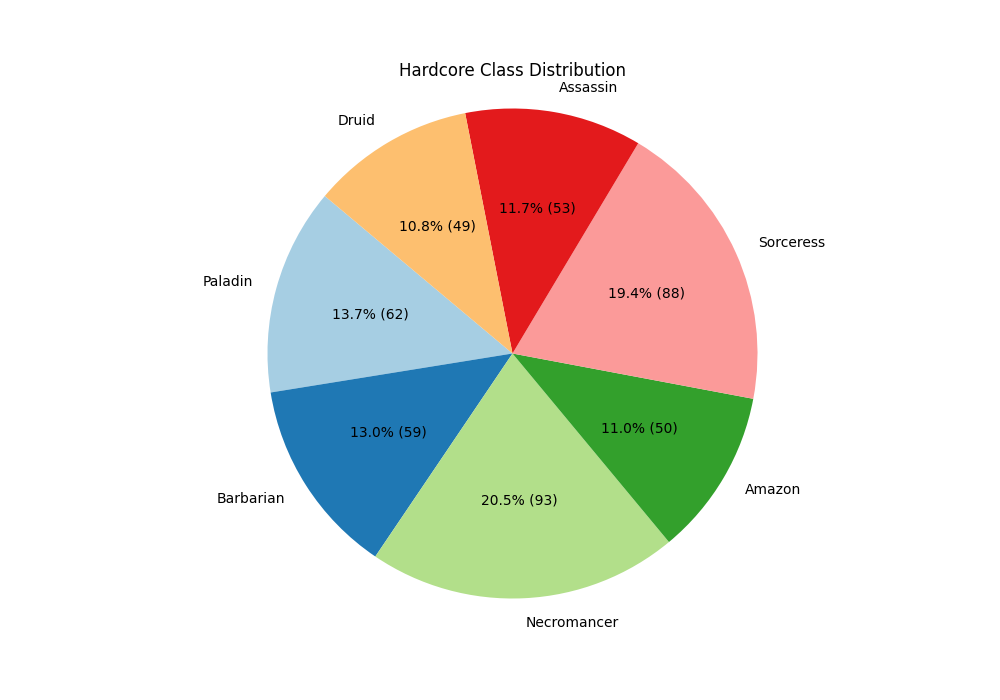 Hardcore Class Distribution
Assassin
Druid
11.7% (53)
10.8% (49)
Sorceress
Paladin
19.4% (88)
13.7% (62)
11.0% (50)
13.0% (59)
Amazon
Barbarian
20.5% (93)
Necromancer